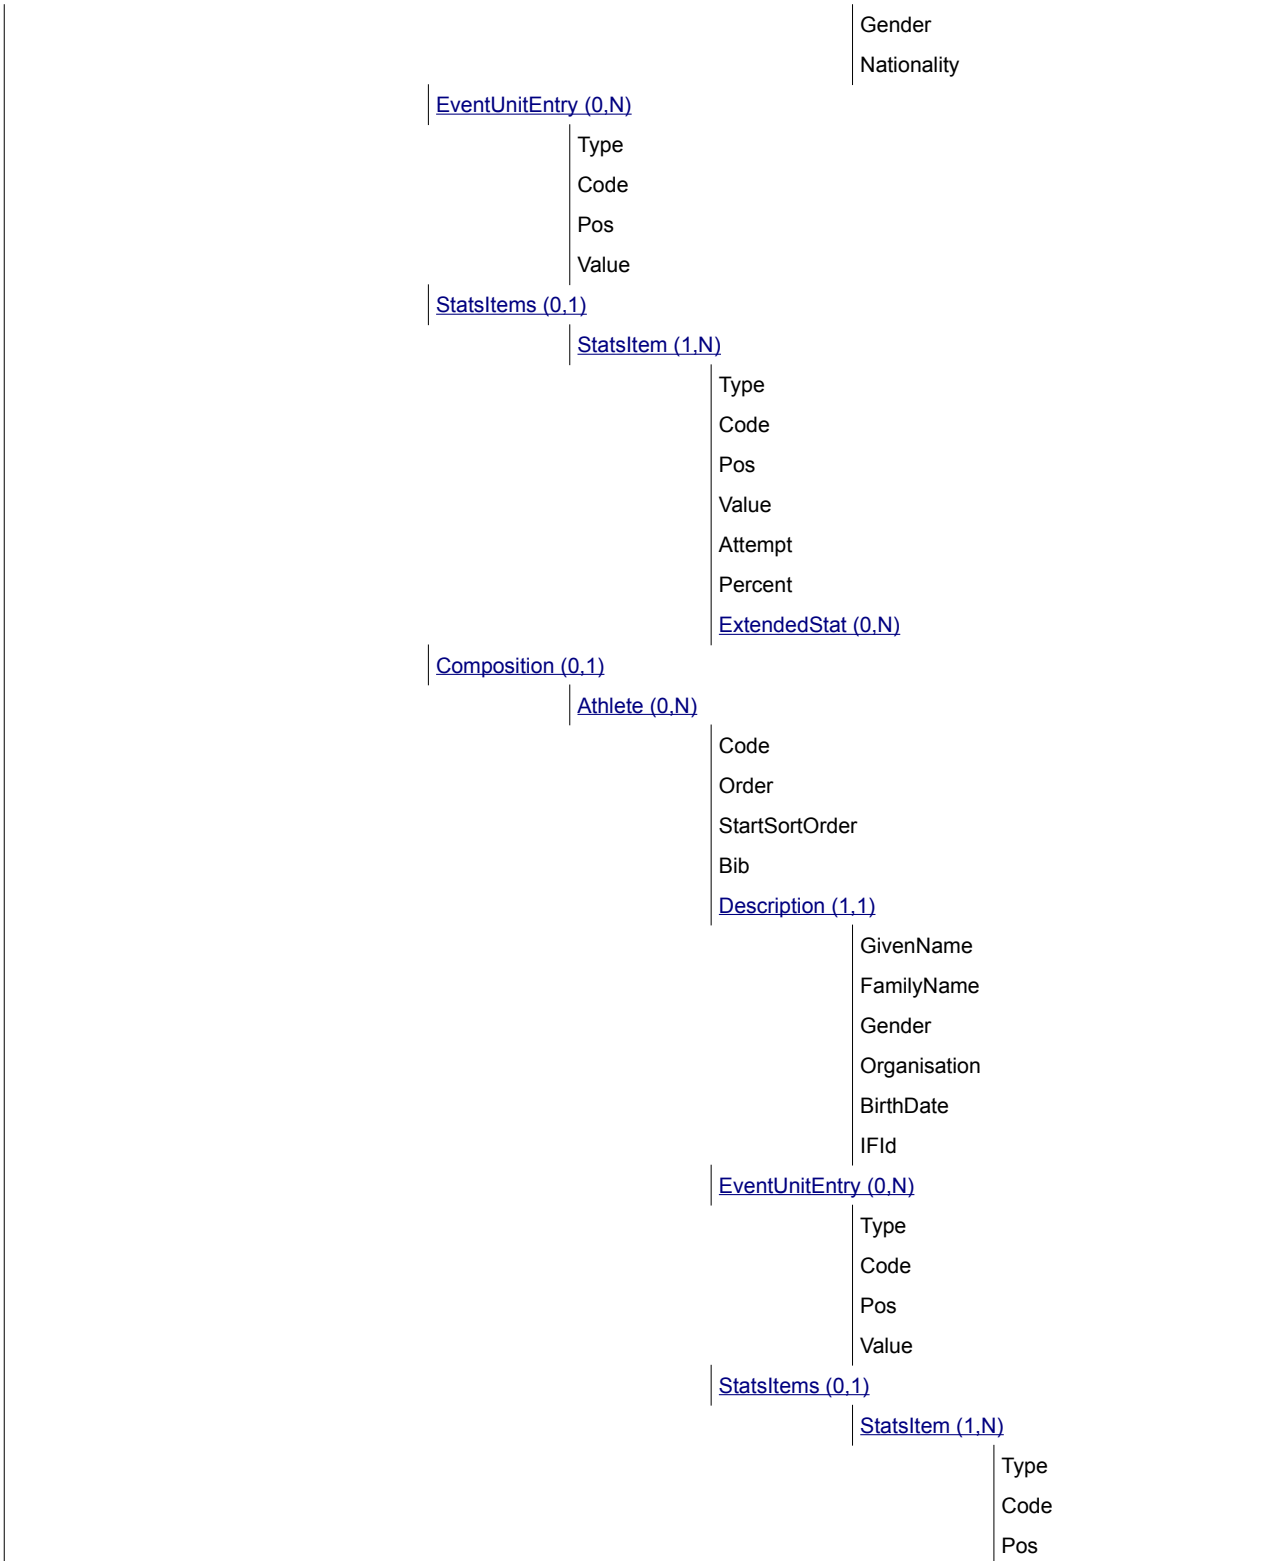 Gender
Nationality
EventUnitEntry (0,N)
Type
Code
Pos
Value
StatsItems (0,1)
StatsItem (1,N)
Type
Code
Pos
Value
Attempt
Percent
ExtendedStat (0,N)
Composition (0,1)
Athlete (0,N)
Code
Order
StartSortOrder
Bib
Description (1,1)
GivenName
FamilyName
Gender
Organisation
BirthDate
IFId
EventUnitEntry (0,N)
Type
Code
Pos
Value
StatsItems (0,1)
StatsItem (1,N)
Type
Code
Pos